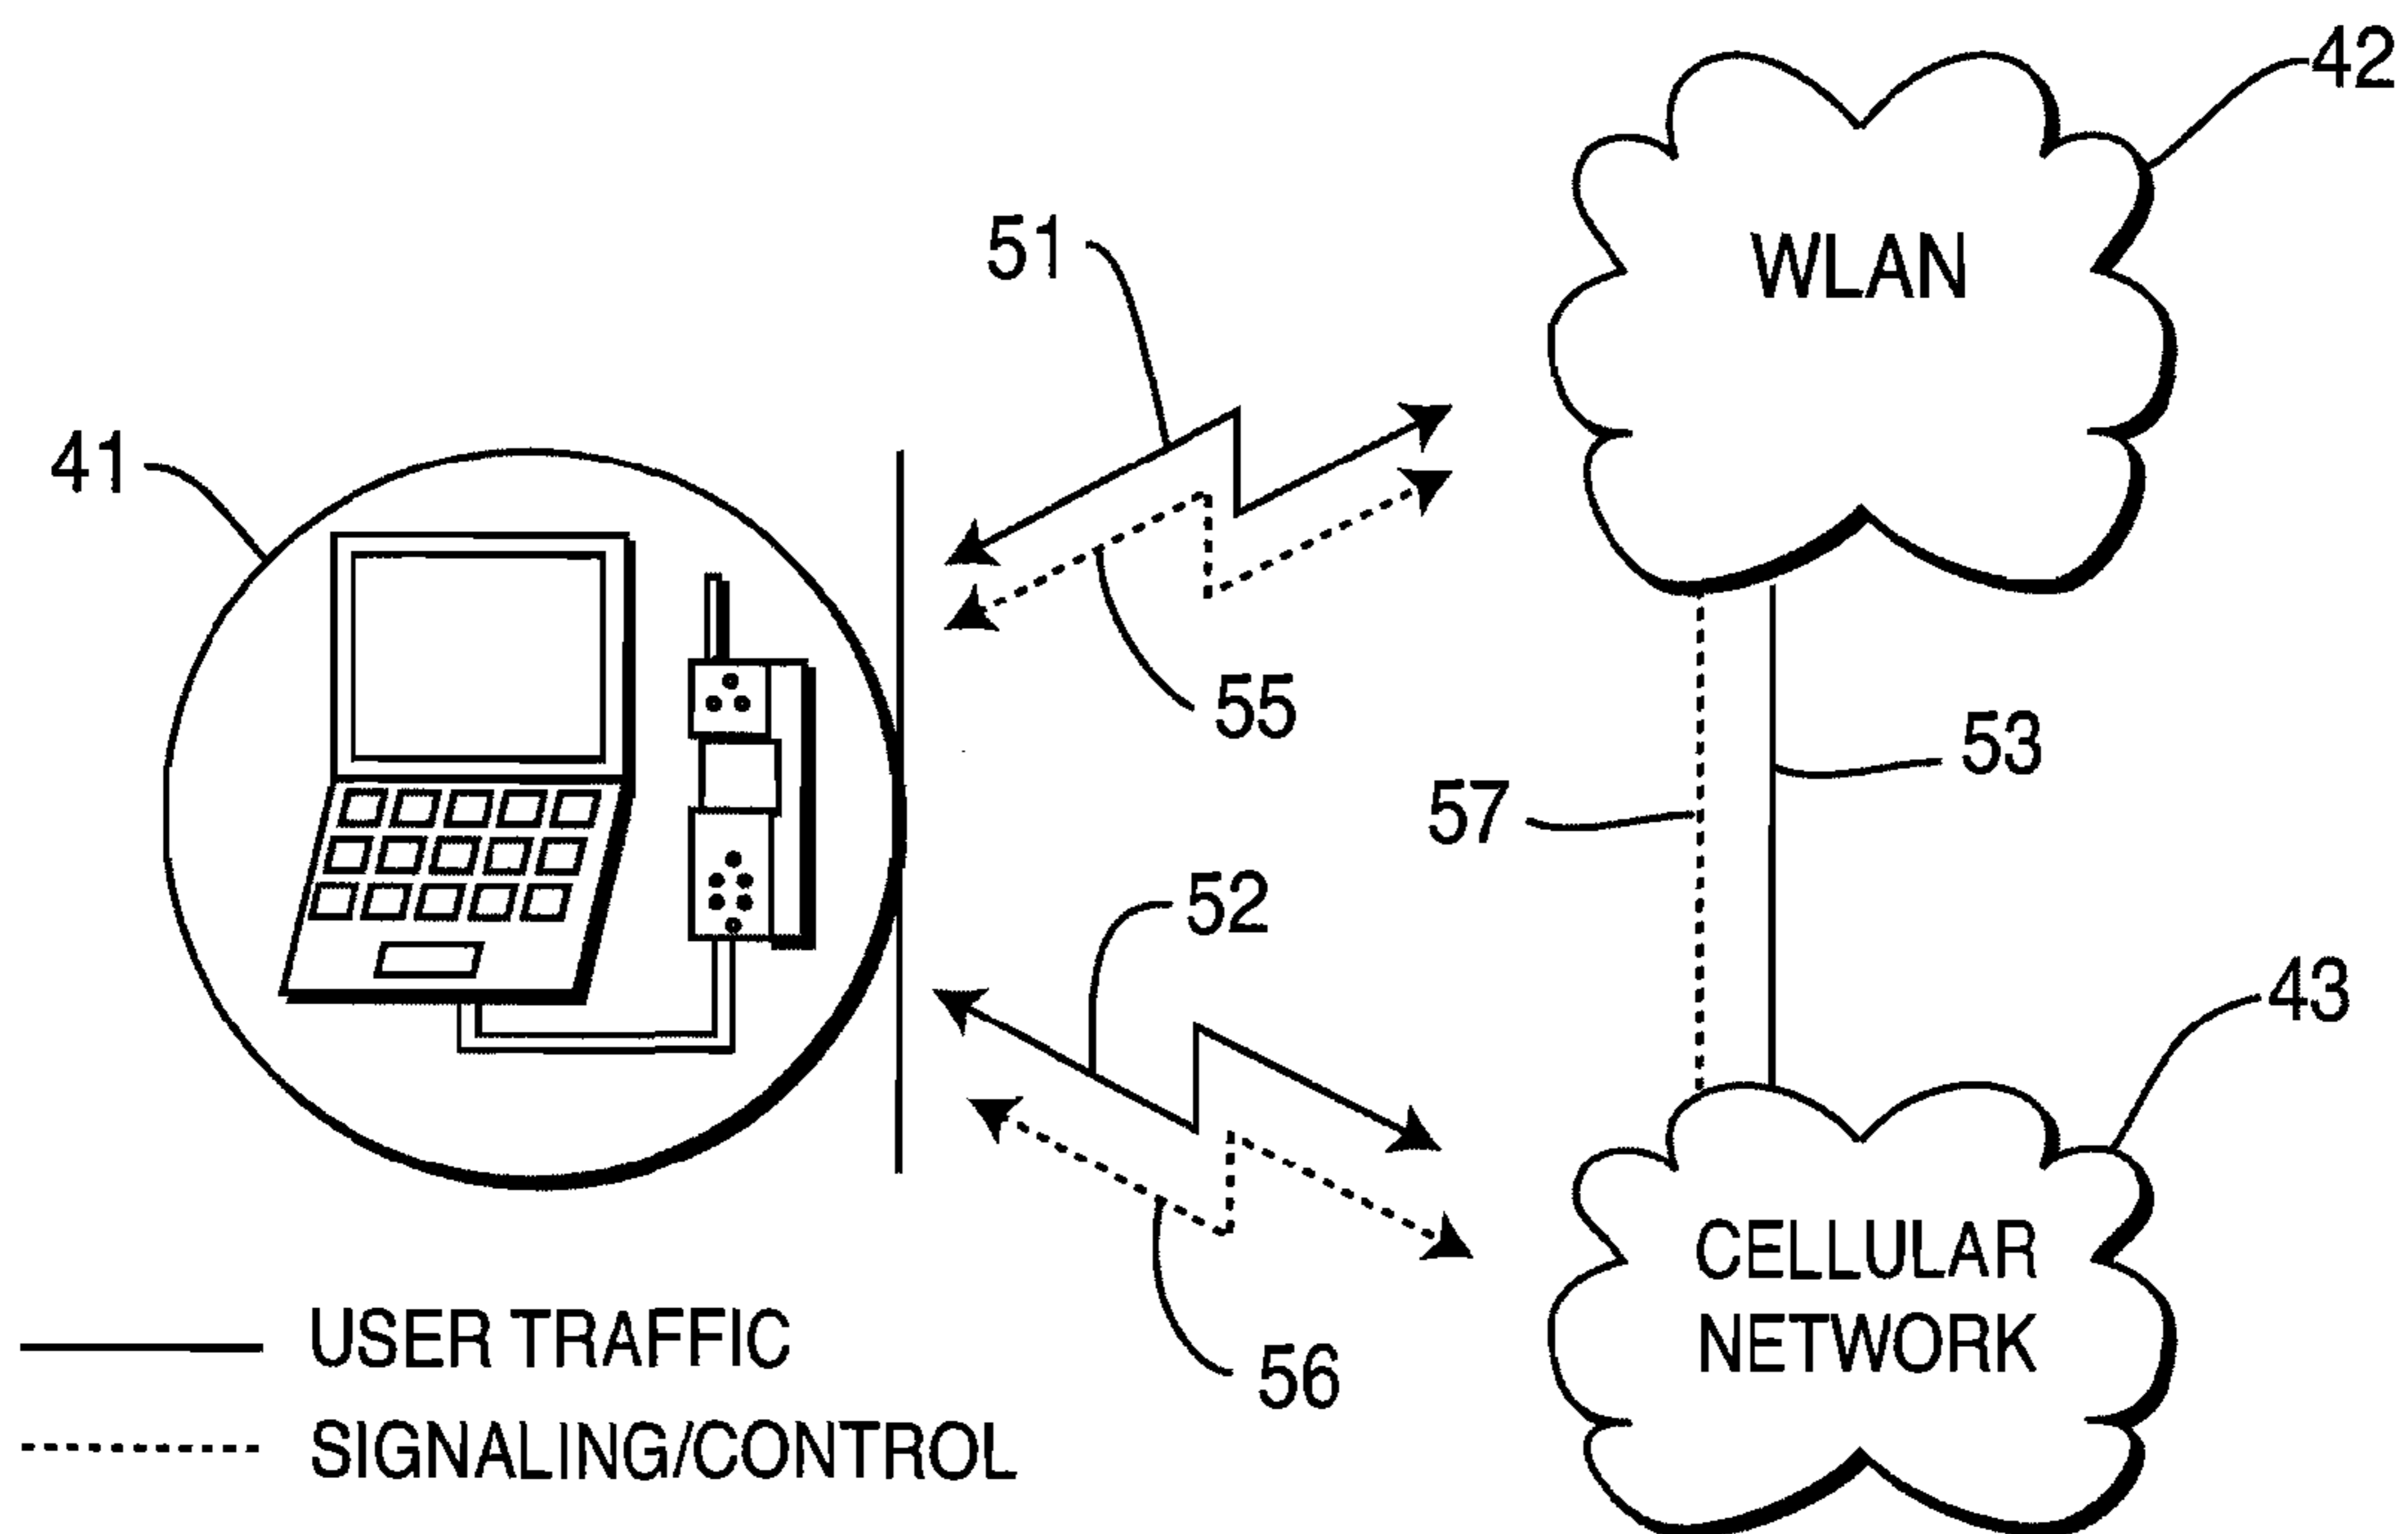 42
WLAN
51
41
55
53
57
52
43
CELLULAR
NETWORK
56
USER TRAFFIC
SIGNALING/CONTROL